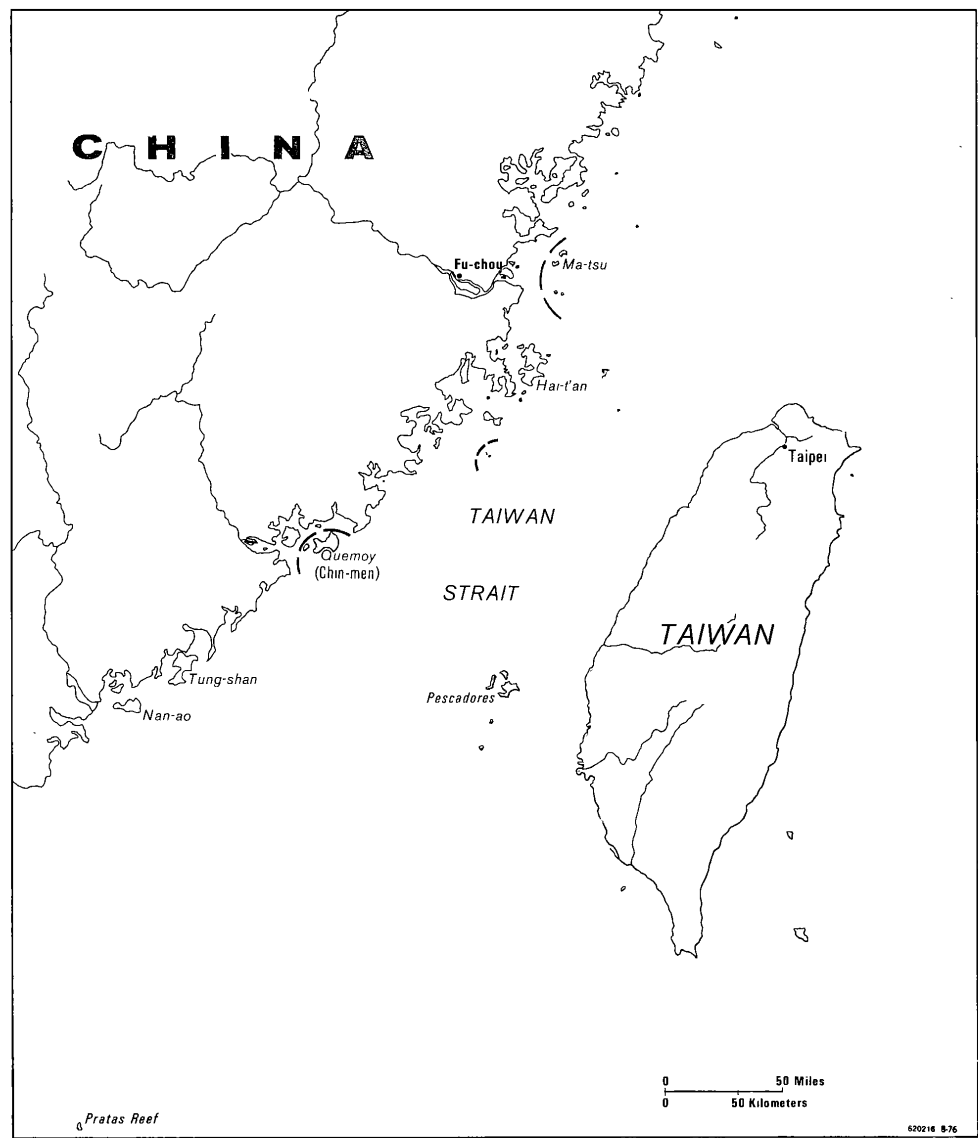 CHINA
Fu-chou
Ma-tsu
Hai-t'an
Taipei
TAIWAN
Quemoy
(Chin-men)
STRAIT
TAIWAN
Tung-shan
Pescadores
Nan-ao
0 50 Miles
0 50 Kilometers
Pratas Reef
620216 8-76